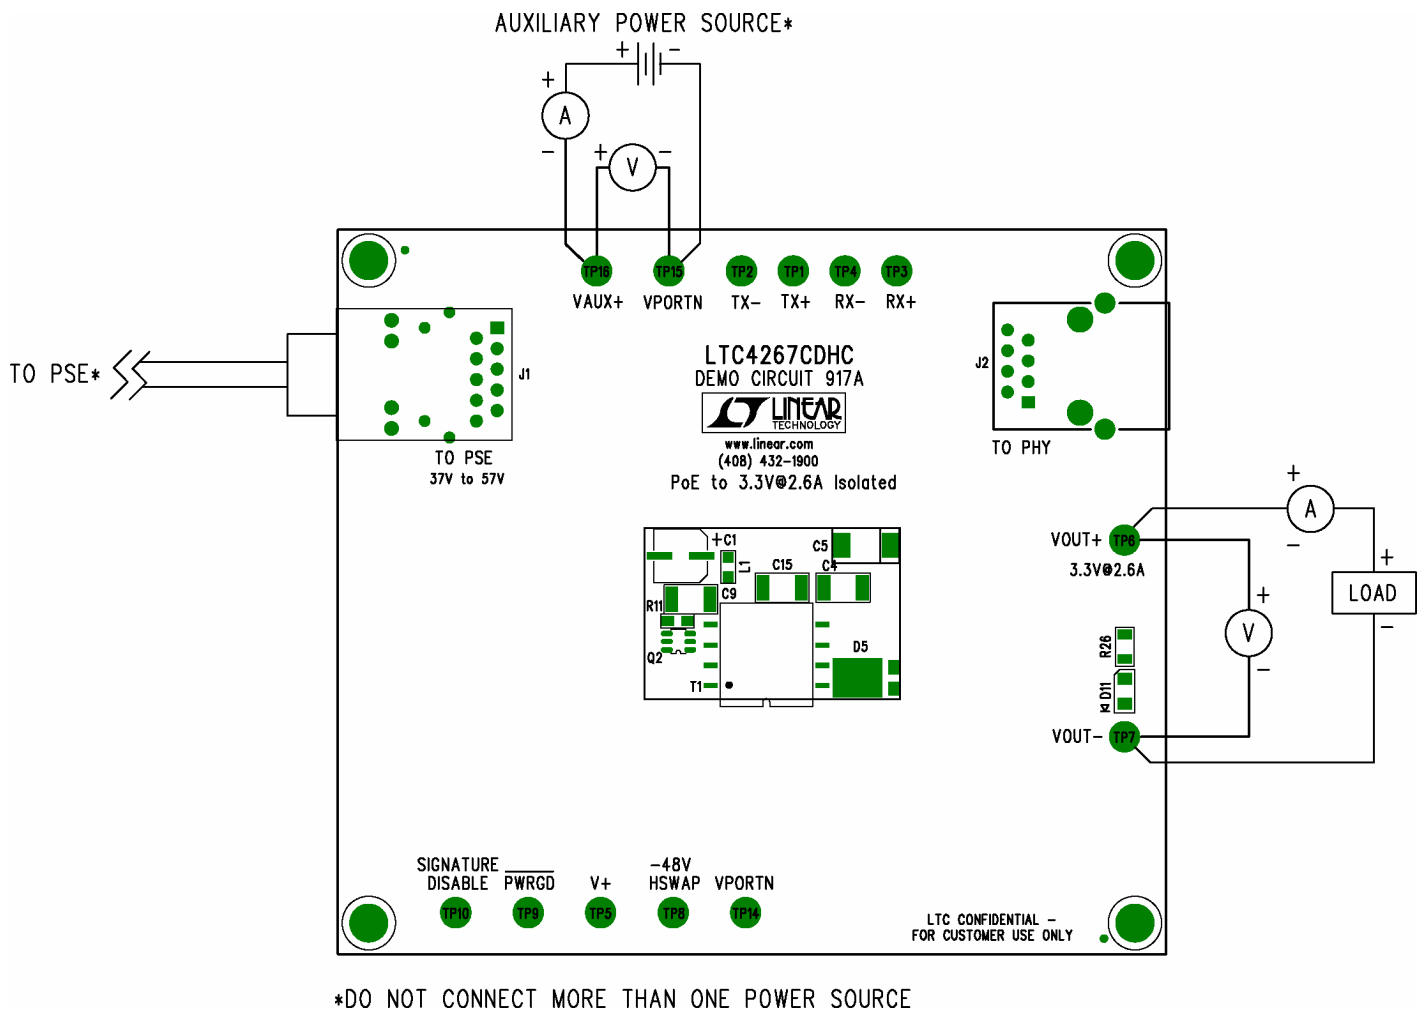 AUXILIARY POWER SOURCE*
+ -
+
A
-
+ V -
TP16 TP15 TP2 TP1 TP4 TP3
VAUX+ VPORTN TX- TX+ RX- RX+
TO PSE*
J1
TO PSE
37V to 57V
LTC4267CDHC
DEMO CIRCUIT 917A
LT LINEAR
TECHNOLOGY
www.linear.com
(408) 432-1900
PoE to 3.3V@2.6A Isolated
J2
TO PHY
+
A
-
VOUT+ TP6
3.3V@2.6A
+
LOAD
-
+
V
-
+C1
L1
C5
C15
C4
C9
R11
Q2
T1
D5
R26
D11
K
VOUT- TP7
SIGNATURE
DISABLE
PWRGD
V+
-48V
HSWAP
VPORTN
TP10 TP9 TP5 TP8 TP14
LTC CONFIDENTIAL -
FOR CUSTOMER USE ONLY
*DO NOT CONNECT MORE THAN ONE POWER SOURCE